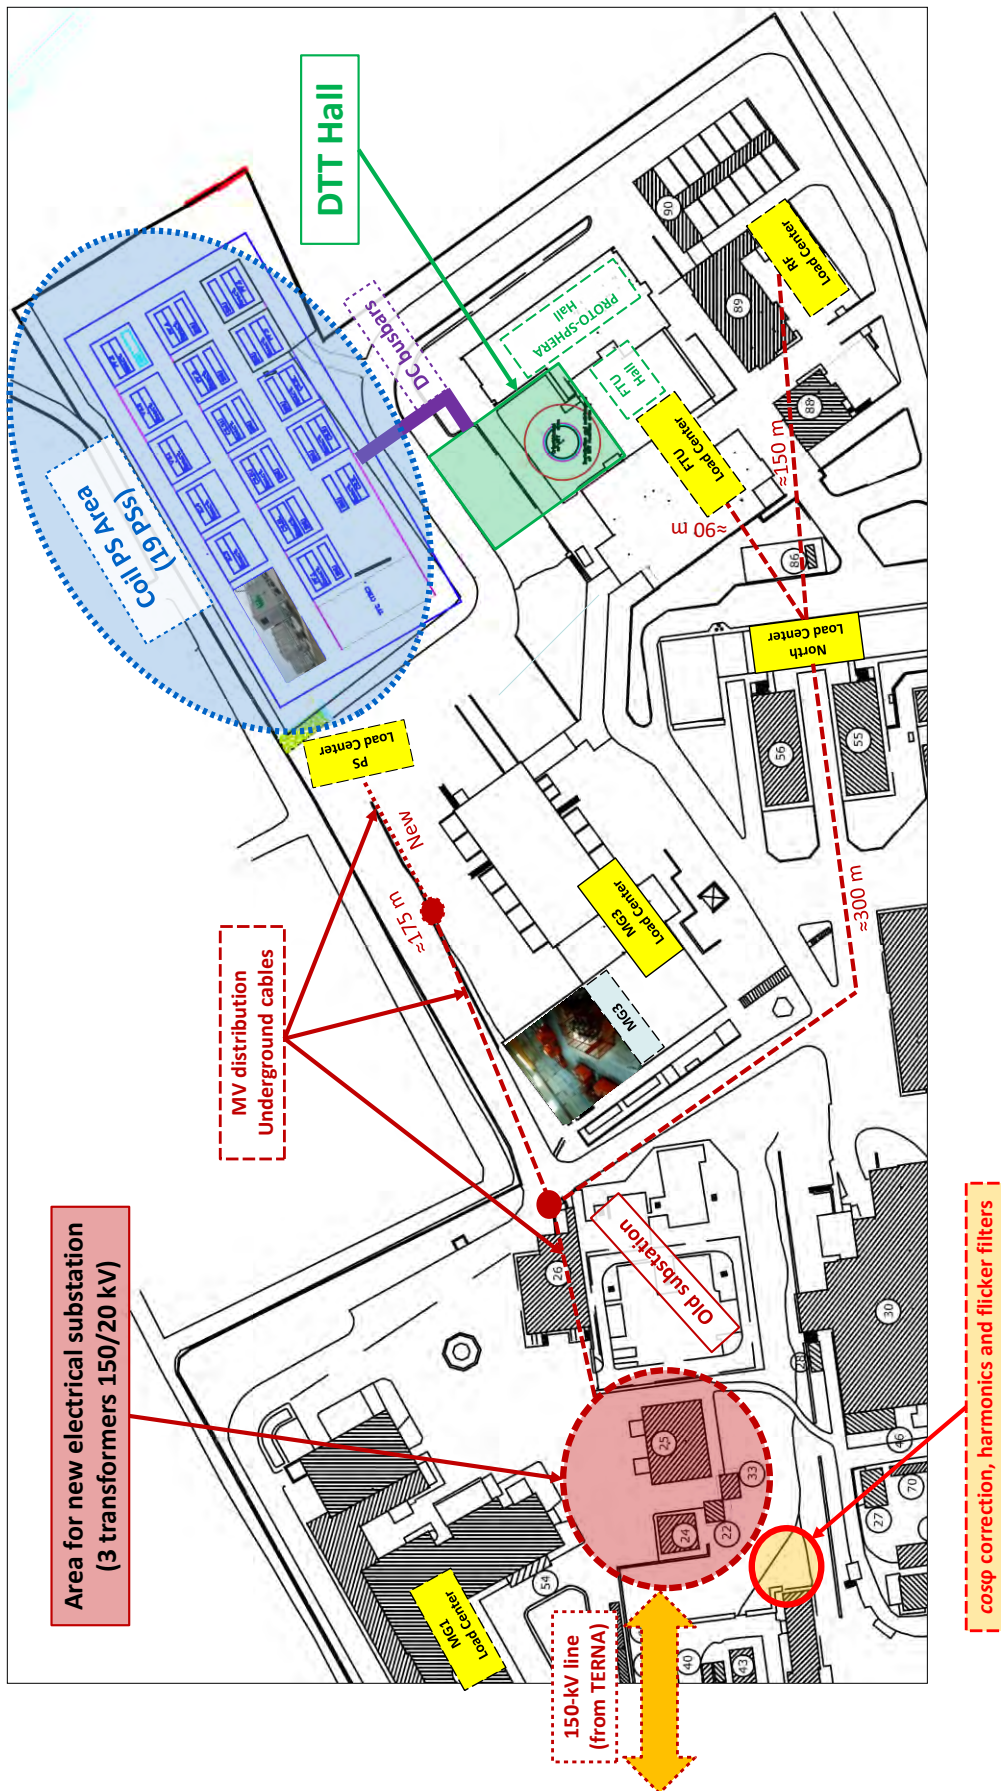 Area for new electrical substation
(3 transformers 150/20 kV)
MV distribution
Underground cables
DTT Hall
Coil PS Area
(19 PSs)
DC busbars
PROTO-SPHERA
Hall
FTU
Hall
FTU
Load Center
RF
Load Center
≈90 m
≈150 m
North
Load Center
≈300 m
PS
Load Center
New
≈175 m
MG3
Load Center
MG3
Old substation
MG1
Load Center
150-kV line
(from TERNA)
cosφ correction, harmonics and flicker filters
90
89
88
86
56
55
26
25
24
22
33
54
40
43
28
30
46
27
70